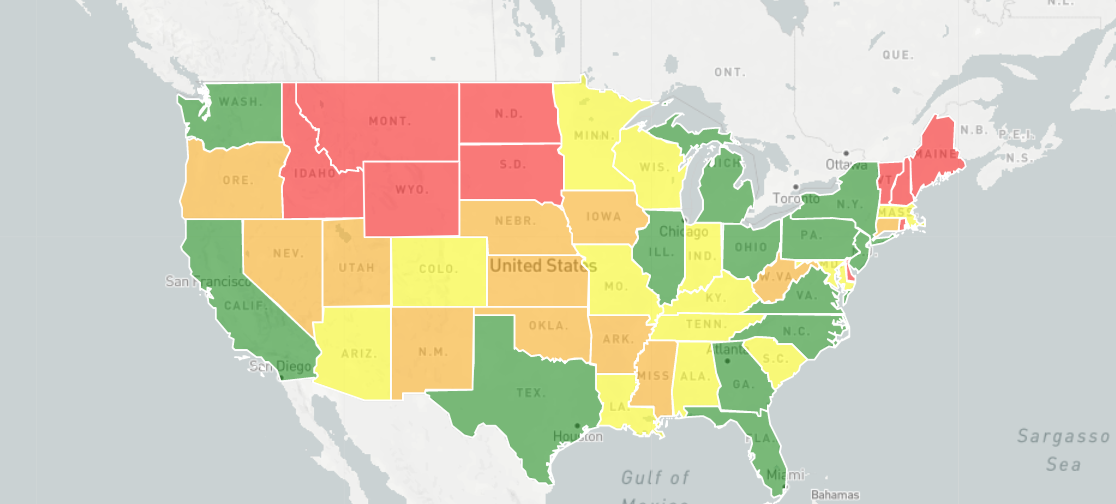 N.L.
QUE.
ONT.
WASH.
MONT.
N.D.
MINN.
N.B.
P.E.I.
MAINE
N.S.
Ottawa
ORE.
IDAHO
WYO.
S.D.
WIS.
MICH
VT
Toronto
N.Y.
MASS
NEBR.
IOWA
Chicago
PA.
NEV.
UTAH
COLO.
United States
ILL.
IND.
OHIO
MD.
San Francisco
CALIF.
MO.
KY.
W.VA.
VA.
ARIZ.
N.M.
OKLA.
ARK.
TENN.
N.C.
San Diego
Atlanta
S.C.
TEX.
MISS
ALA.
GA.
LA.
Houston
FLA.
Miami
Gulf of
Mexico
Bahamas
Sargasso
Sea